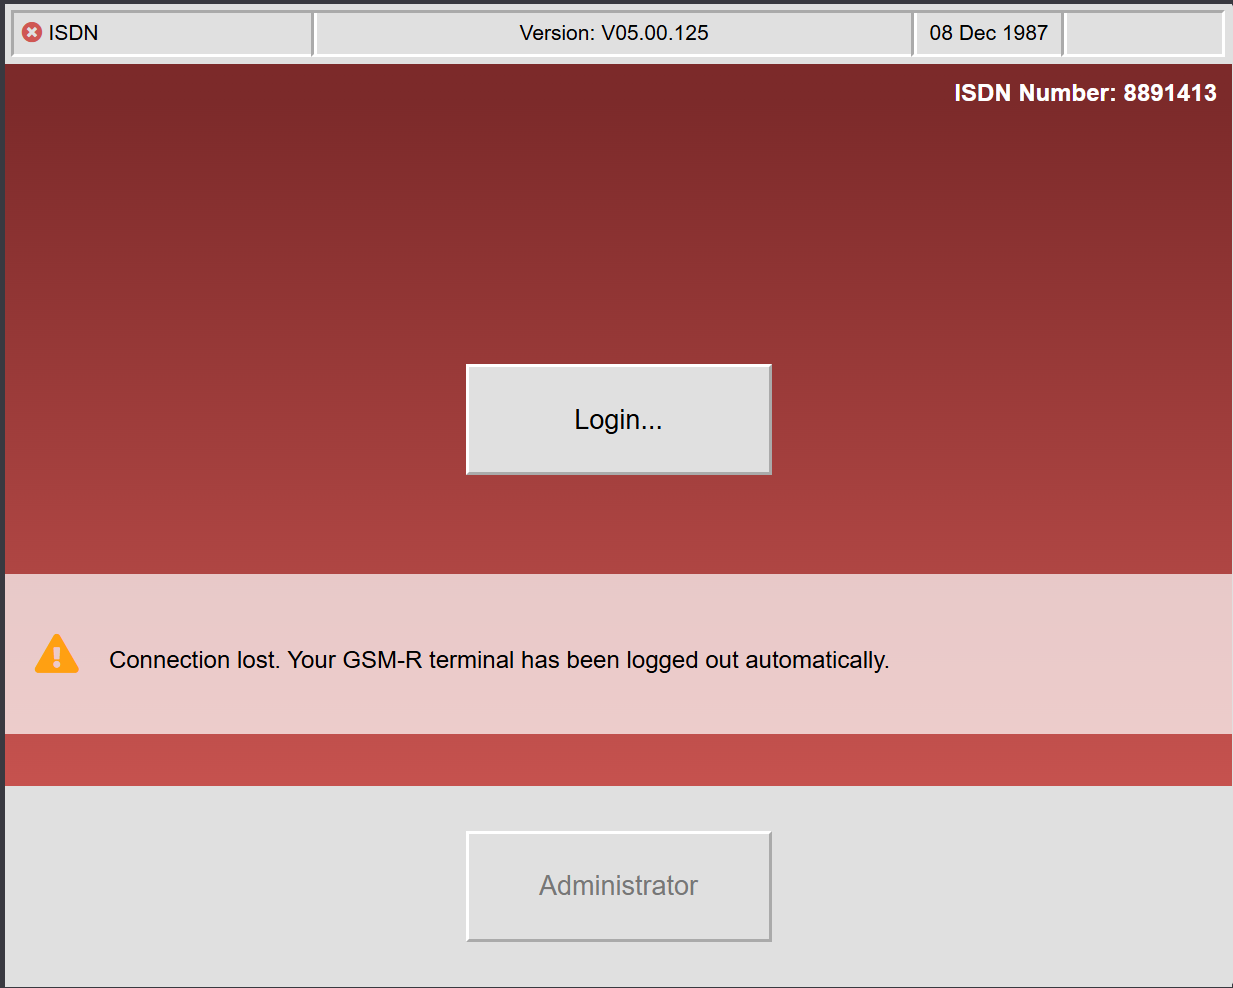 ISDN
Version: V05.00.125
08 Dec 1987
ISDN Number: 8891413
Login...
Connection lost. Your GSM-R terminal has been logged out automatically.
Administrator